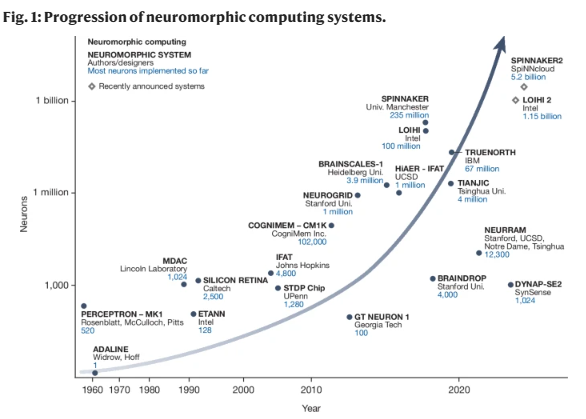 Fig. 1: Progression of neuromorphic computing systems.
Neuromorphic computing
NEUROMORPHIC SYSTEM
Authors/designers
Most neurons implemented so far
Recently announced systems
SPINNAKER2
SpiNNcloud
5.2 billion
LOIHI 2
Intel
1.15 billion
SPINNAKER
Univ. Manchester
235 million
LOIHI
Intel
100 million
TRUENORTH
IBM
67 million
BRAINSCALES-1
Heidelberg Uni.
3.9 million
HiAER - IFAT
UCSD
1 million
TIANJIC
Tsinghua Uni.
4 million
NEUROGRID
Stanford Uni.
1 million
COGNIMEM – CM1K
CogniMem Inc.
102,000
NEURRAM
Stanford, UCSD,
Notre Dame, Tsinghua
12,300
MDAC
Lincoln Laboratory
1,024
IFAT
Johns Hopkins
4,800
SILICON RETINA
Caltech
2,500
STDP Chip
UPenn
1,280
BRAINDROP
Stanford Uni.
4,000
DYNAP-SE2
SynSense
1,024
PERCEPTRON – MK1
Rosenblatt, McCulloch, Pitts
520
ETANN
Intel
128
GT NEURON 1
Georgia Tech
100
ADALINE
Widrow, Hoff
1
1 billion
1 million
1,000
Neurons
1960 1970 1980 1990 2000 2010 2020
Year